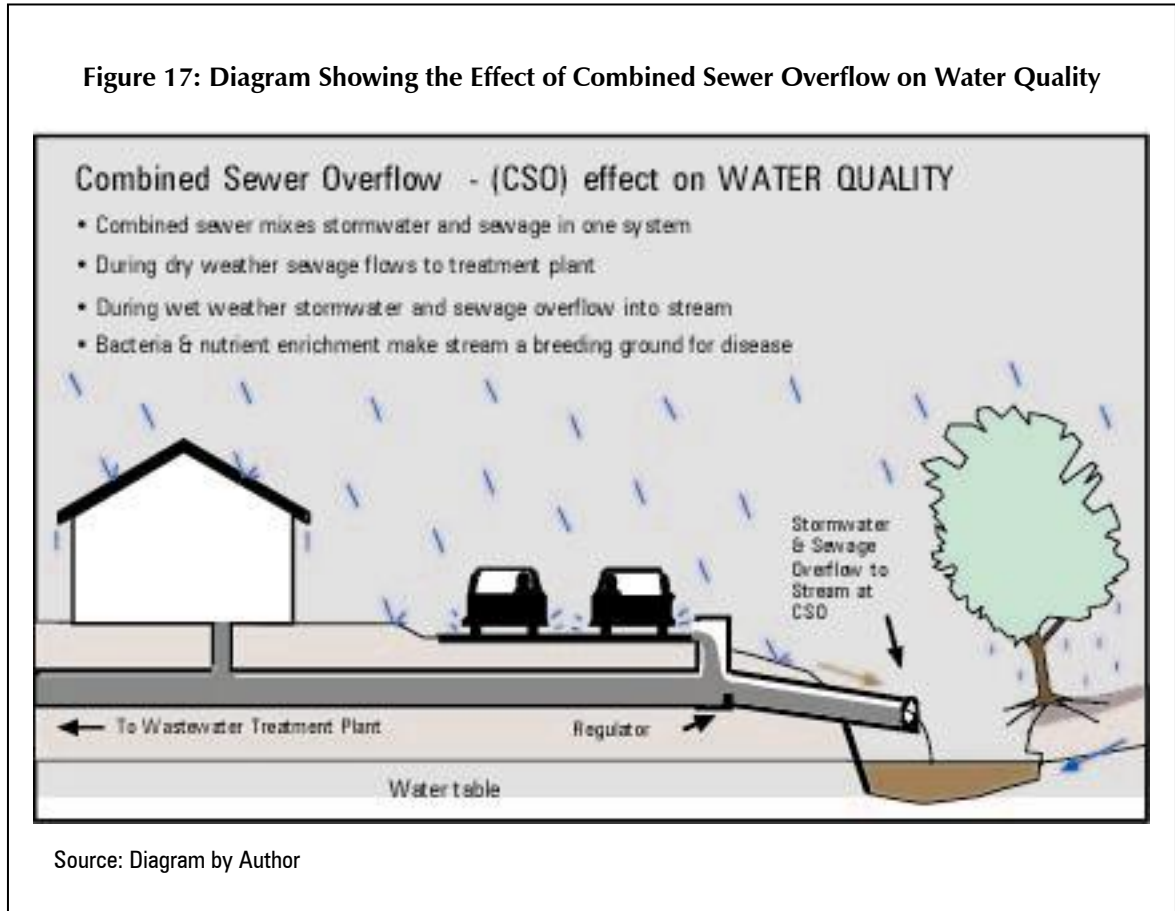 Figure 17: Diagram Showing the Effect of Combined Sewer Overflow on Water Quality
Combined Sewer Overflow - (CSO) effect on WATER QUALITY
• Combined sewer mixes stormwater and sewage in one system
• During dry weather sewage flows to treatment plant
• During wet weather stormwater and sewage overflow into stream
• Bacteria & nutrient enrichment make stream a breeding ground for disease
Stormwater
& Sewage
Overflow to
Stream at
CSO
To Wastewater Treatment Plant
Regulator
Water table
Source: Diagram by Author